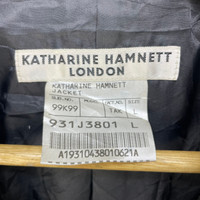 KATHARINE HAMNETT
LONDON
KATHARINE HAMNETT
JACKET
99K99
L
931J3801 L
A19310438010621A